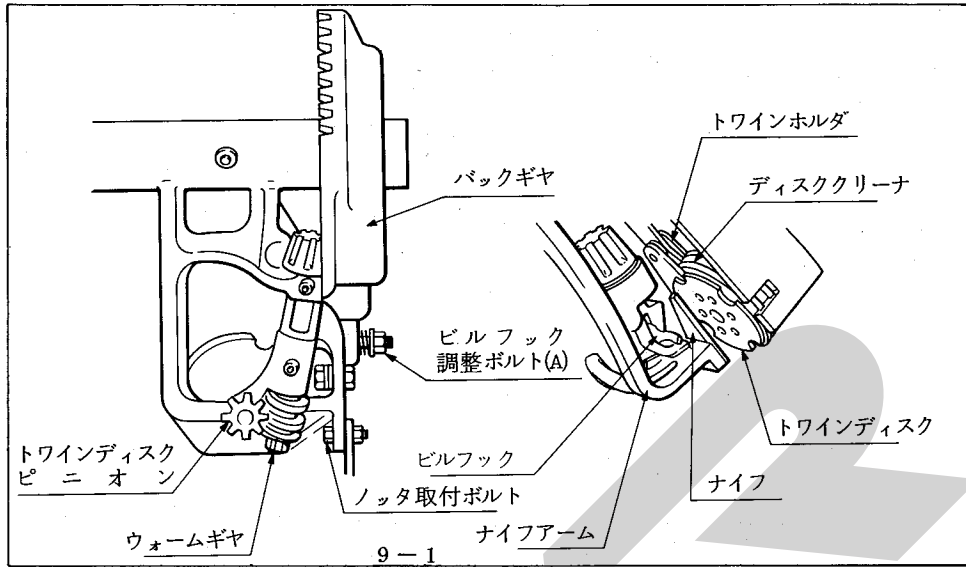 トワインホルダ
ディスククリーナ
バックギヤ
ビルフック
調整ボルト(A)
トワインディスク
ピニオン
ウォームギヤ
ノッタ取付ボルト
ビルフック
ナイフアーム
ナイフ
トワインディスク
9-1